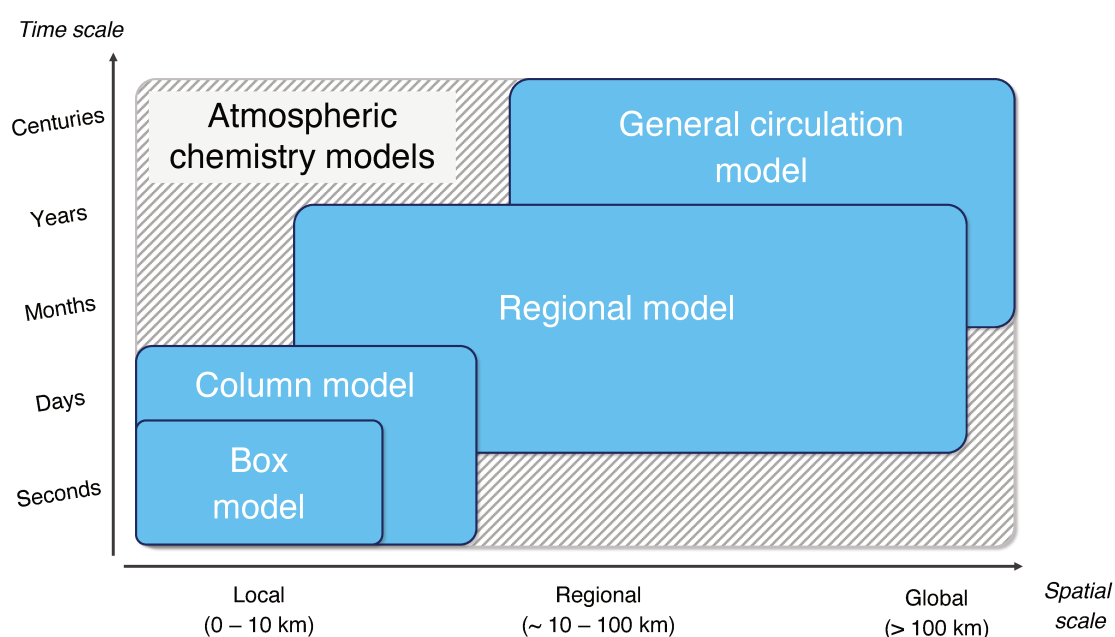 Time scale
Centuries
Years
Months
Days
Seconds
Atmospheric
chemistry models
General circulation
model
Regional model
Column model
Box
model
Local
(0 – 10 km)
Regional
(~ 10 – 100 km)
Global
(> 100 km)
Spatial
scale